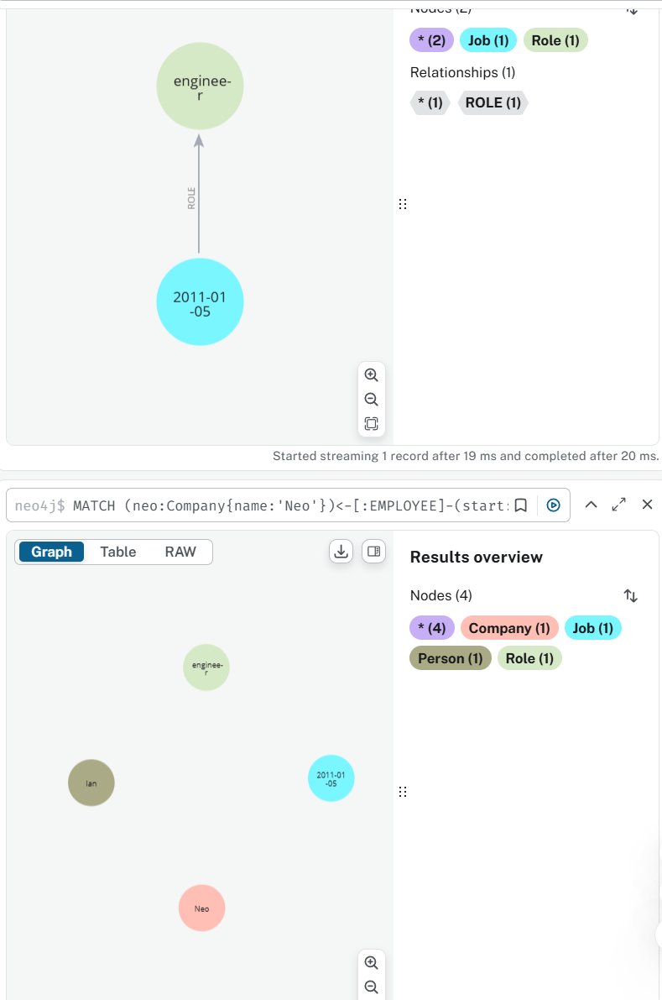 Nodes (2)
* (2) Job (1) Role (1)
Relationships (1)
* (1) ROLE (1)
enginee-
r
ROLE
2011-01
-05
Started streaming 1 record after 19 ms and completed after 20 ms.
neo4j$ MATCH (neo:Company{name:'Neo'})<-[:EMPLOYEE]-(start:
Graph Table RAW
Results overview
Nodes (4)
* (4) Company (1) Job (1)
Person (1) Role (1)
enginee-
r
Ian
2011-01
-05
Neo